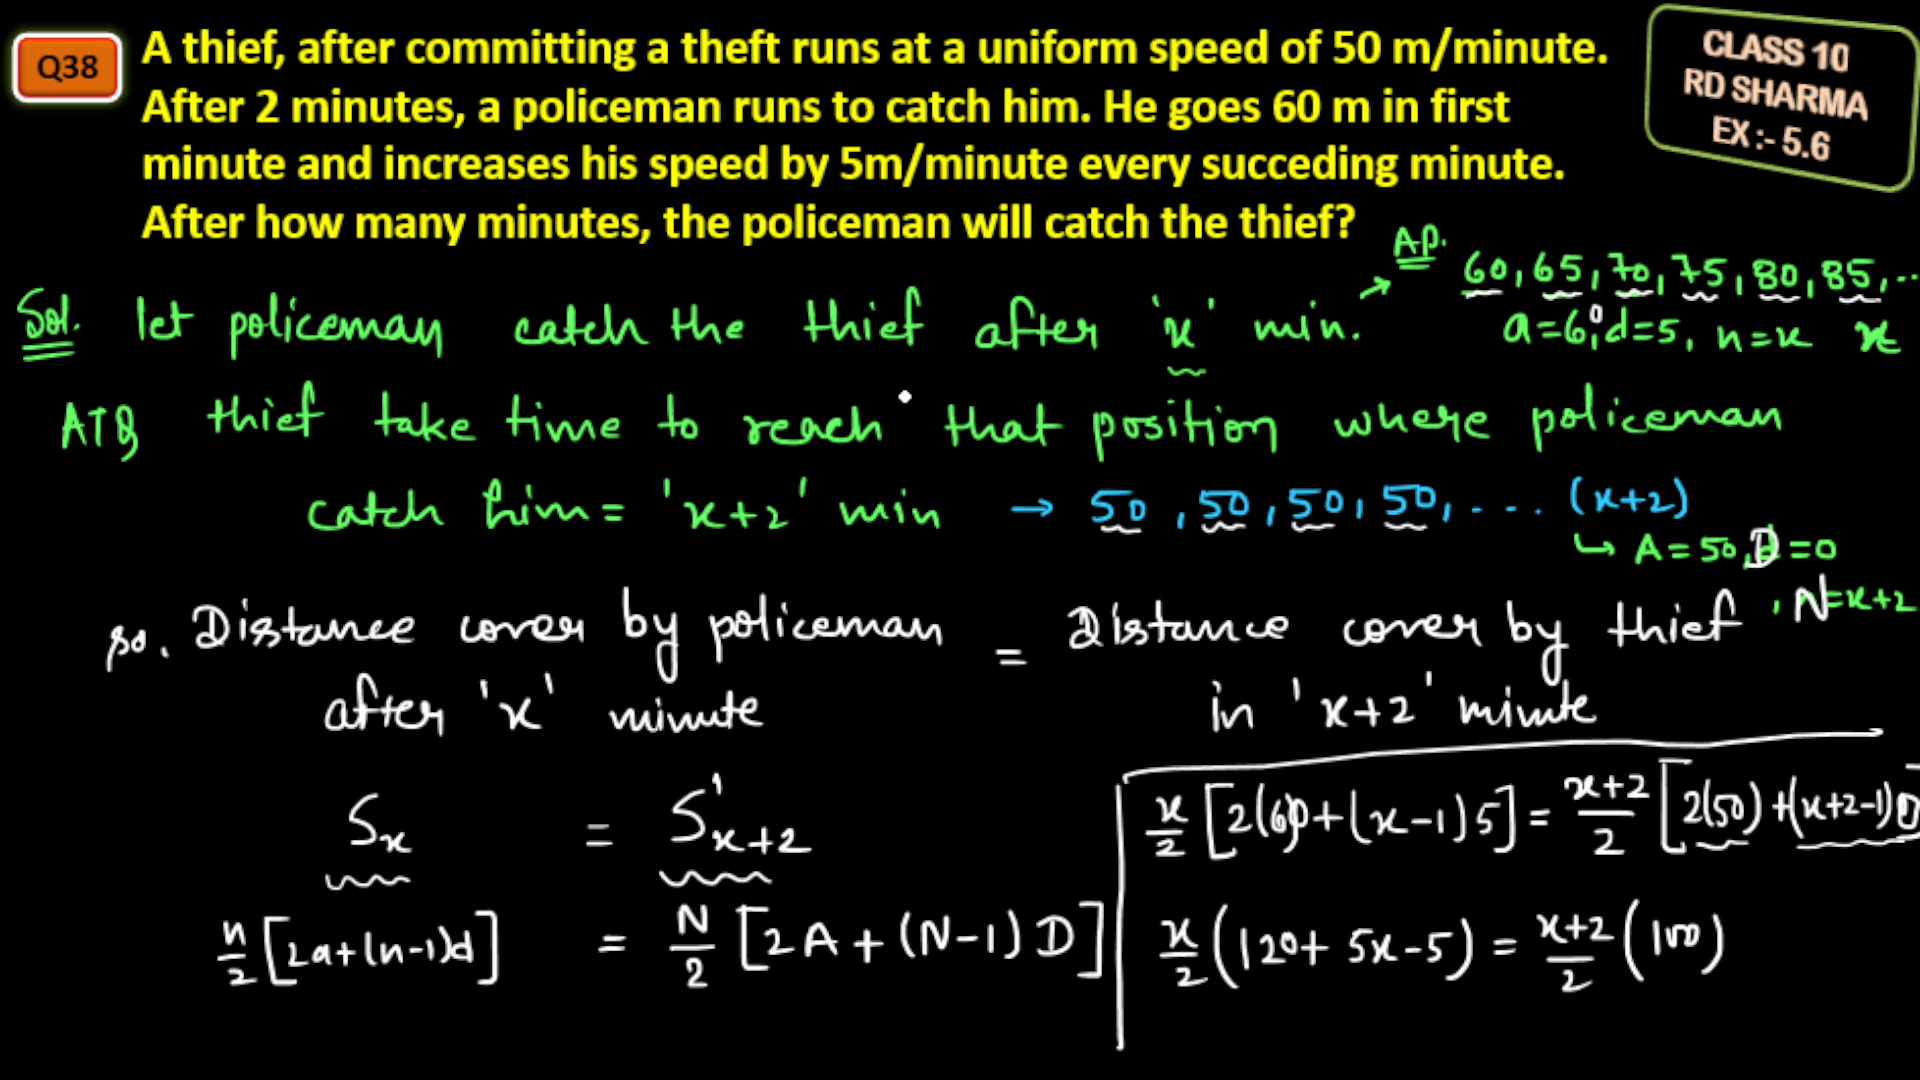 Q38
A thief, after committing a theft runs at a uniform speed of 50 m/minute.
After 2 minutes, a policeman runs to catch him. He goes 60 m in first
minute and increases his speed by 5m/minute every succeding minute.
After how many minutes, the policeman will catch the thief?
CLASS 10
RD SHARMA
EX :- 5.6
AP.
60, 65, 70, 75, 80, 85, ..
a=60, d=5, n=x x
Sol. let policeman catch the thief after 'x' min. →
ATQ thief take time to reach that position where policeman
catch him = 'x+2' min → 50, 50, 50, 50, . . . . (x+2)
↳ A = 50, D = 0
, N = x+2
so. Distance cover by policeman = Distance cover by thief
after 'x' minute in 'x+2' minute
Sx = S'x+2
n/2 [2a+(n-1)d] = N/2 [2A + (N-1) D]
x/2 [2(60)+(x-1)5] = x+2/2 [2(50)+(x+2-1)0]
x/2 (120+ 5x-5) = x+2/2 (100)